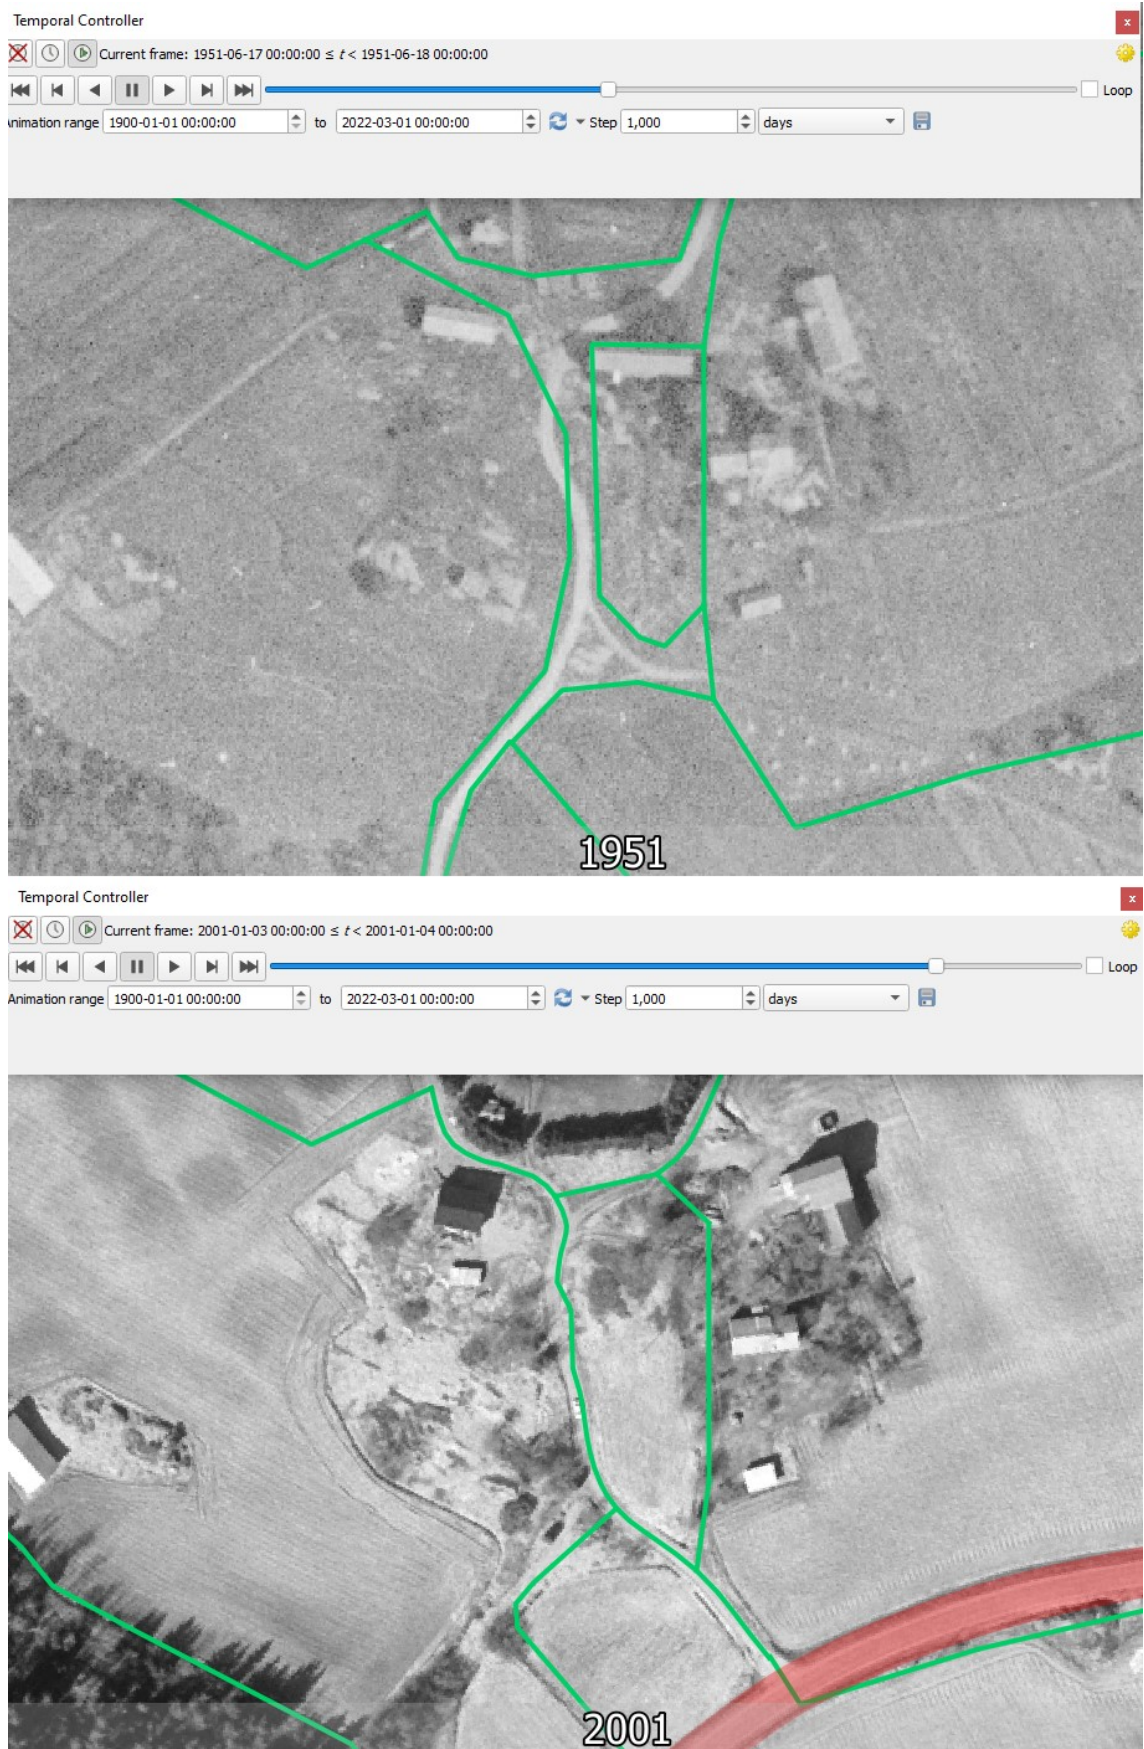 Temporal Controller
x
Current frame: 1951-06-17 00:00:00 ≤ t < 1951-06-18 00:00:00
Loop
Animation range 1900-01-01 00:00:00 to 2022-03-01 00:00:00 Step 1,000 days
1951
Temporal Controller
x
Current frame: 2001-01-03 00:00:00 ≤ t < 2001-01-04 00:00:00
Loop
Animation range 1900-01-01 00:00:00 to 2022-03-01 00:00:00 Step 1,000 days
2001